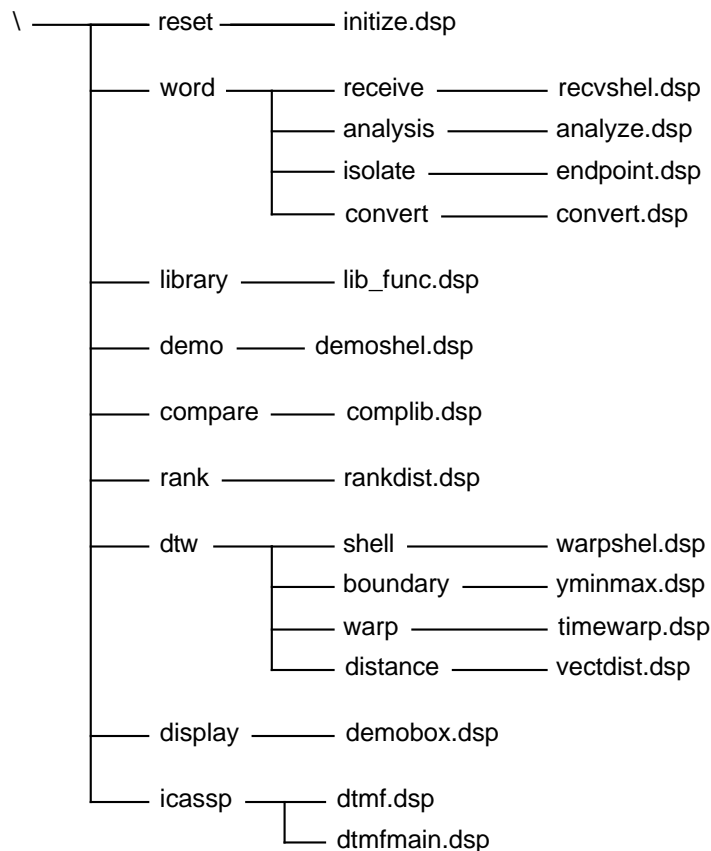 \ reset initize.dsp
word receive recvshel.dsp
analysis analyze.dsp
isolate endpoint.dsp
convert convert.dsp
library lib_func.dsp
demo demoshel.dsp
compare complib.dsp
rank rankdist.dsp
dtw shell warpshel.dsp
boundary yminmax.dsp
warp timewarp.dsp
distance vectdist.dsp
display demobox.dsp
icassp dtmf.dsp
dtmfmain.dsp